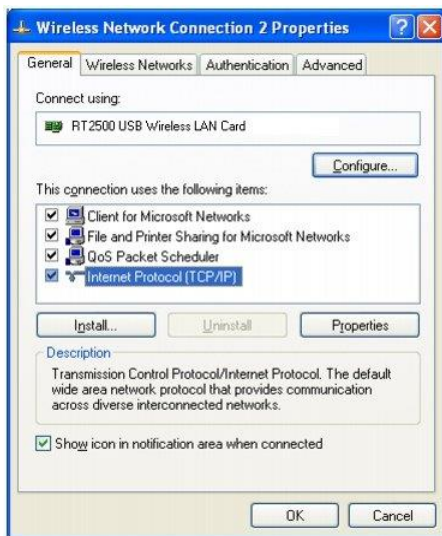 Wireless Network Connection 2 Properties
General Wireless Networks Authentication Advanced
Connect using:
RT2500 USB Wireless LAN Card
Configure...
This connection uses the following items:
Client for Microsoft Networks
File and Printer Sharing for Microsoft Networks
QoS Packet Scheduler
Internet Protocol (TCP/IP)
Install... Uninstall Properties
Description
Transmission Control Protocol/Internet Protocol. The default
wide area network protocol that provides communication
across diverse interconnected networks.
Show icon in notification area when connected
OK Cancel